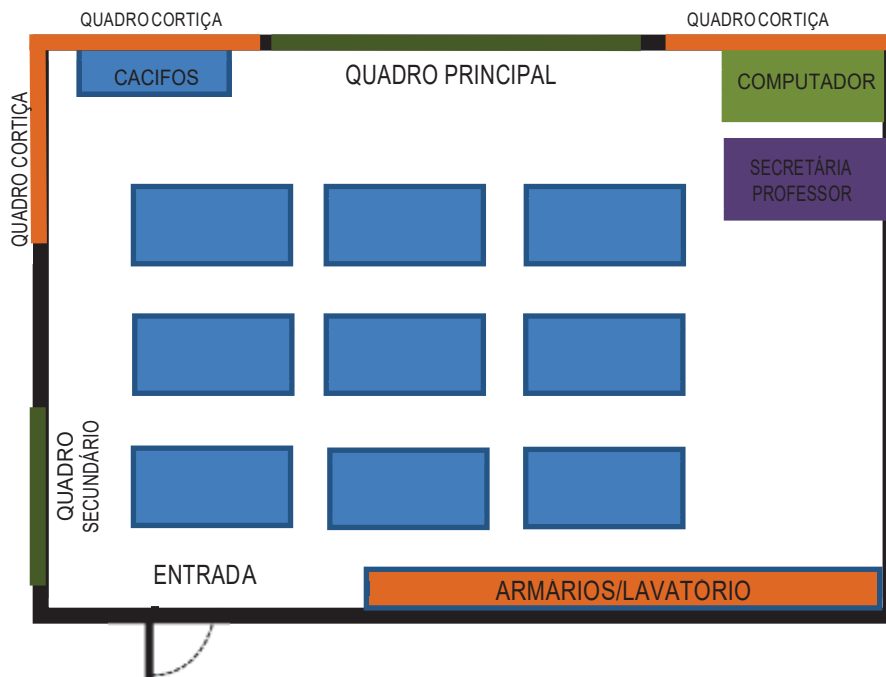 QUADRO CORTIÇA
QUADRO CORTIÇA
CACIFOS
QUADRO PRINCIPAL
COMPUTADOR
QUADRO CORTIÇA
SECRETÁRIA
PROFESSOR
QUADRO
SECUNDÁRIO
ENTRADA
ARMÁRIOS/LAVATÓRIO